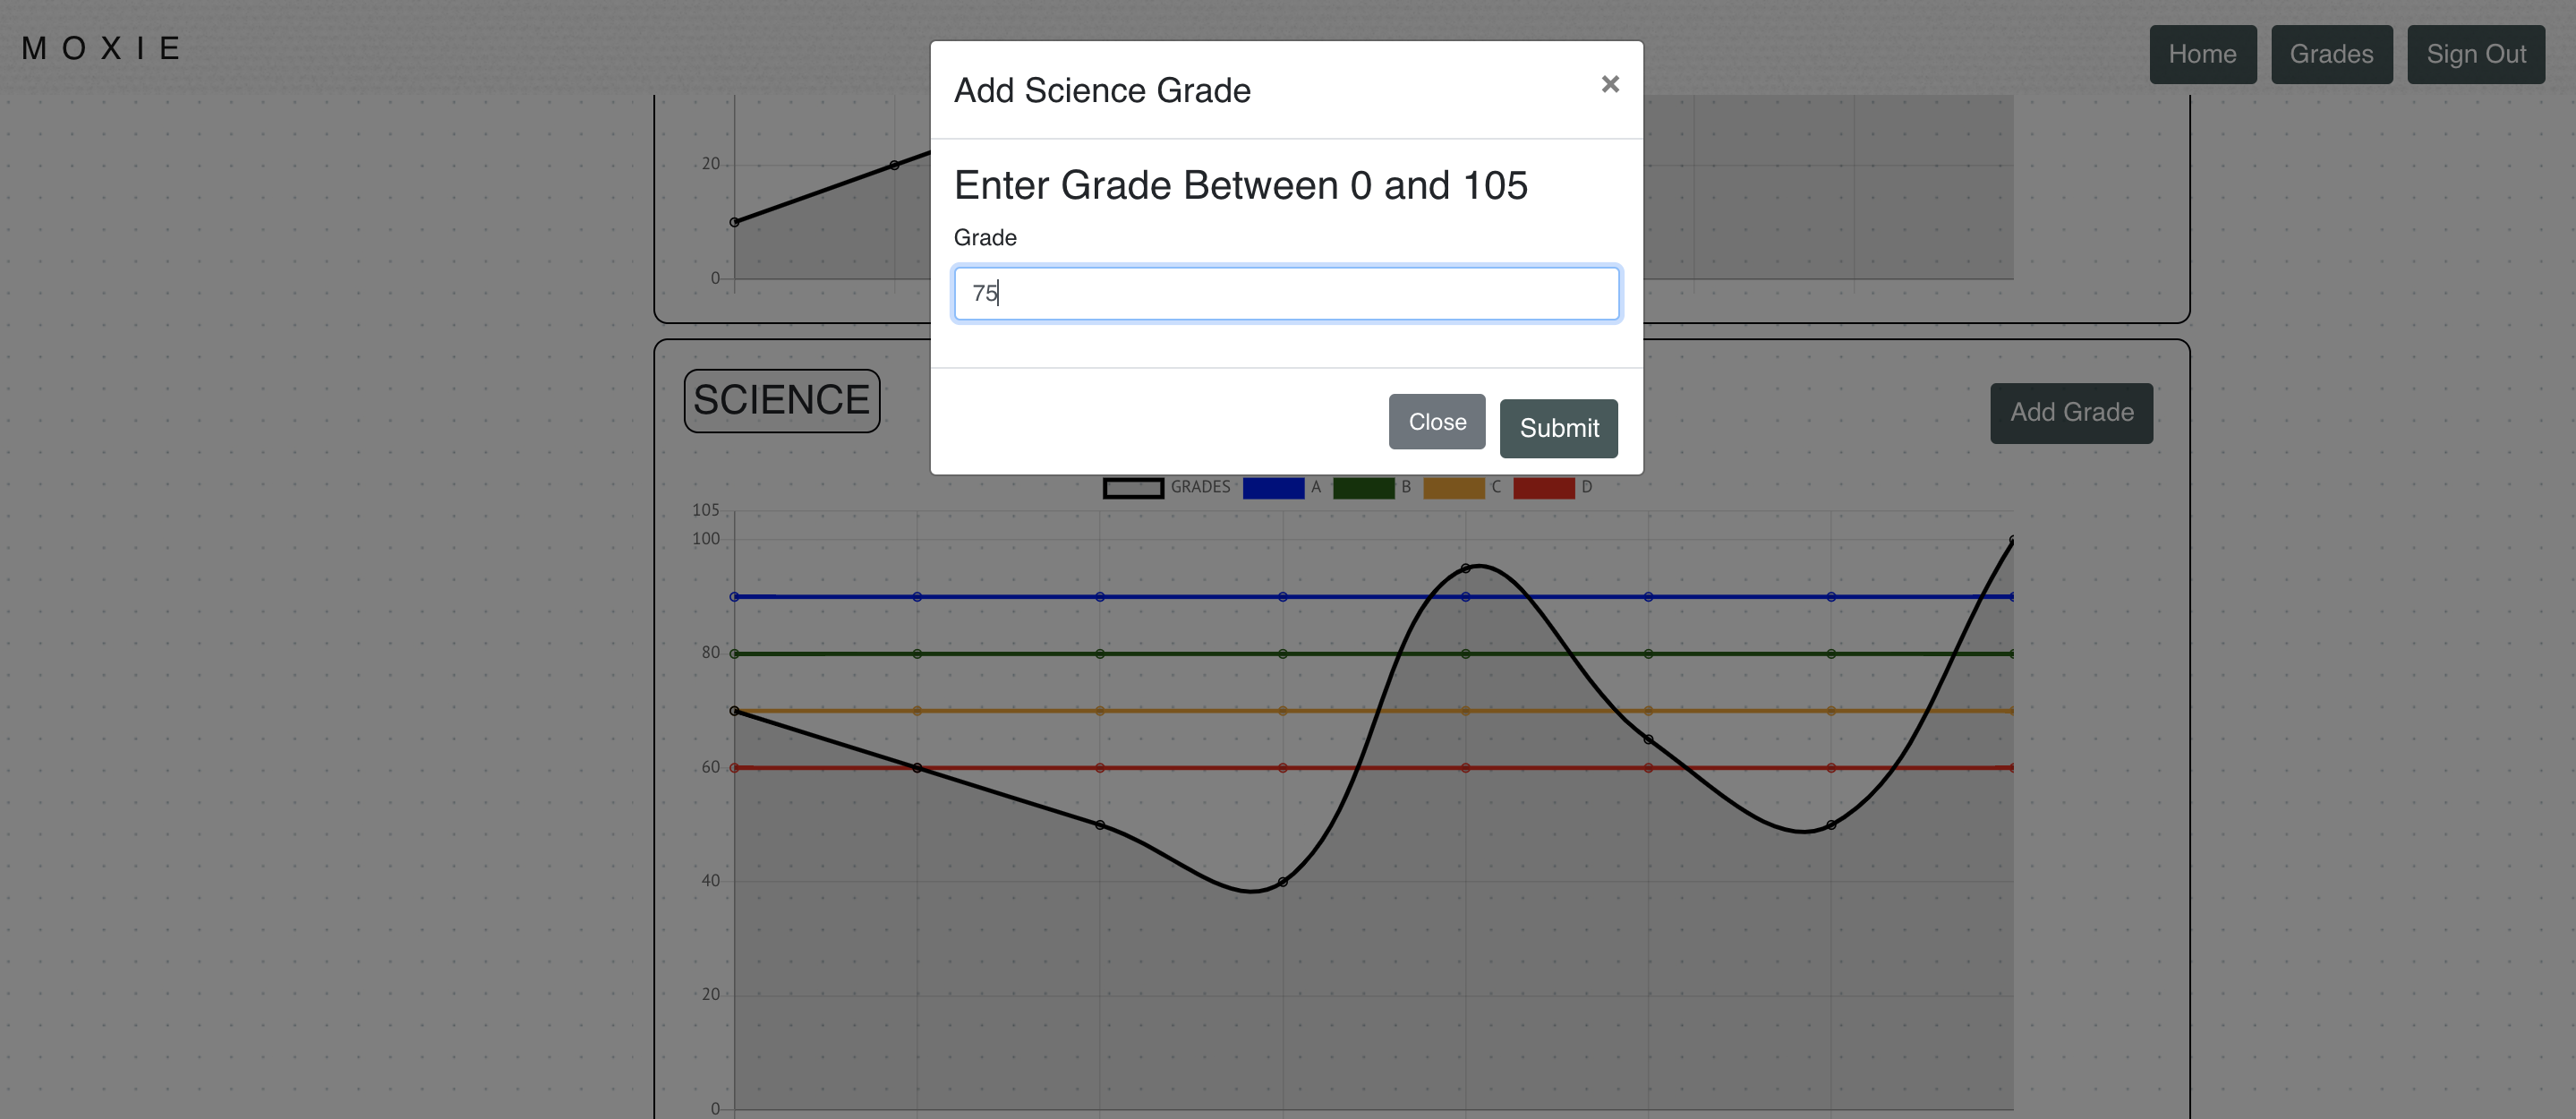 MOXIE
Home
Grades
Sign Out
Add Science Grade
×
Enter Grade Between 0 and 105
Grade
75
Close
Submit
20
0
SCIENCE
Add Grade
GRADES A B C D
105
100
80
60
40
20
0